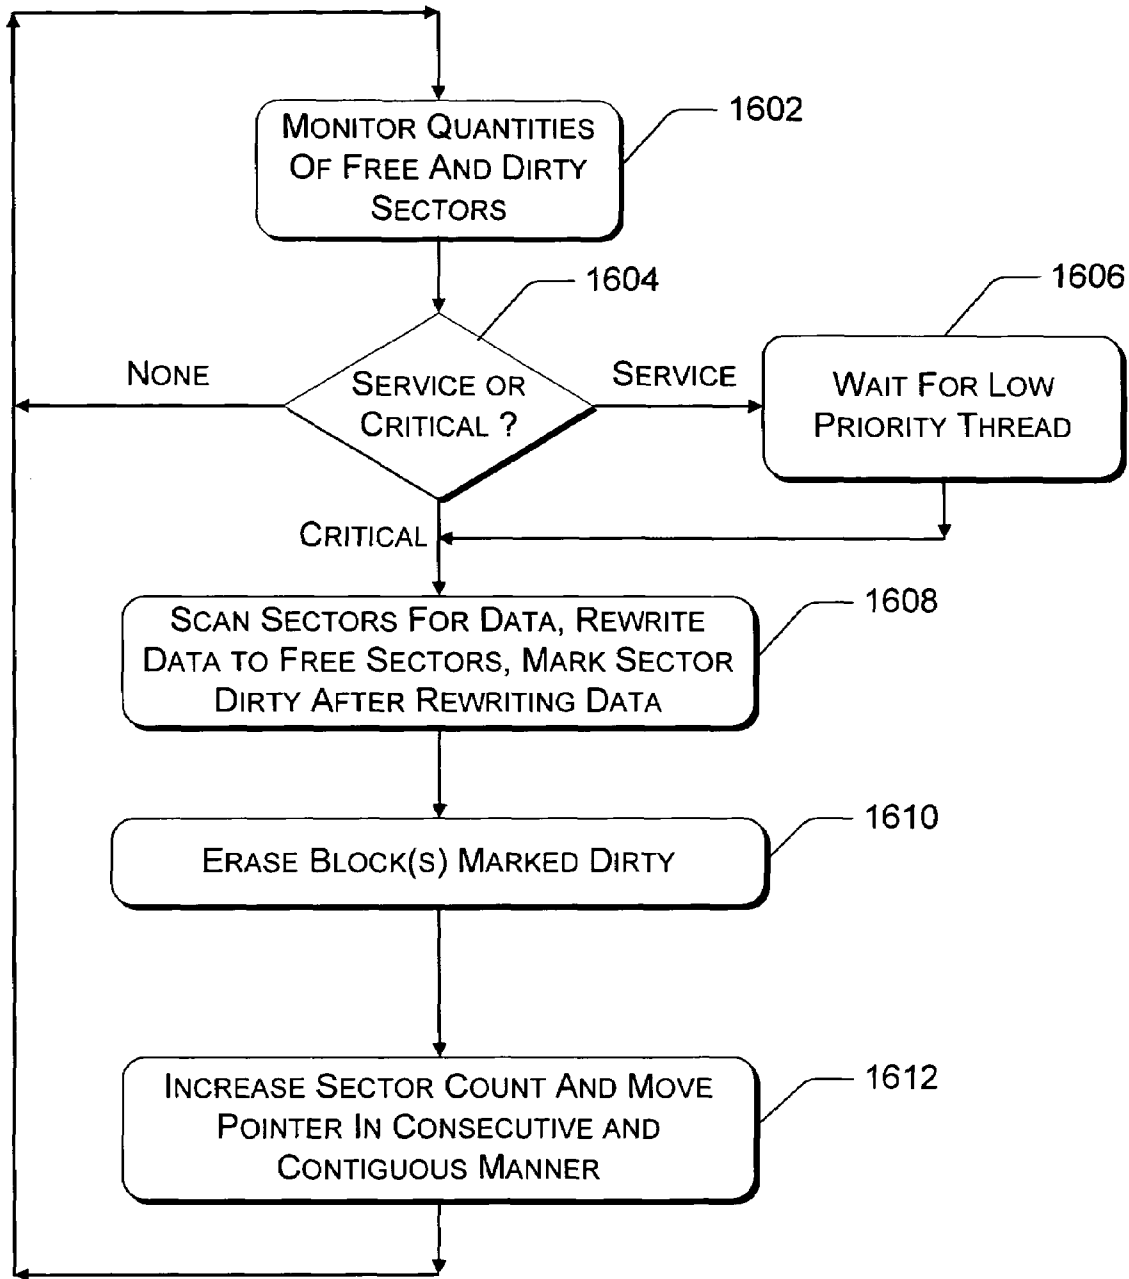 MONITOR QUANTITIES
OF FREE AND DIRTY
SECTORS
1602
1604
1606
NONE
SERVICE OR
CRITICAL ?
SERVICE
WAIT FOR LOW
PRIORITY THREAD
CRITICAL
1608
SCAN SECTORS FOR DATA, REWRITE
DATA TO FREE SECTORS, MARK SECTOR
DIRTY AFTER REWRITING DATA
1610
ERASE BLOCK(S) MARKED DIRTY
1612
INCREASE SECTOR COUNT AND MOVE
POINTER IN CONSECUTIVE AND
CONTIGUOUS MANNER